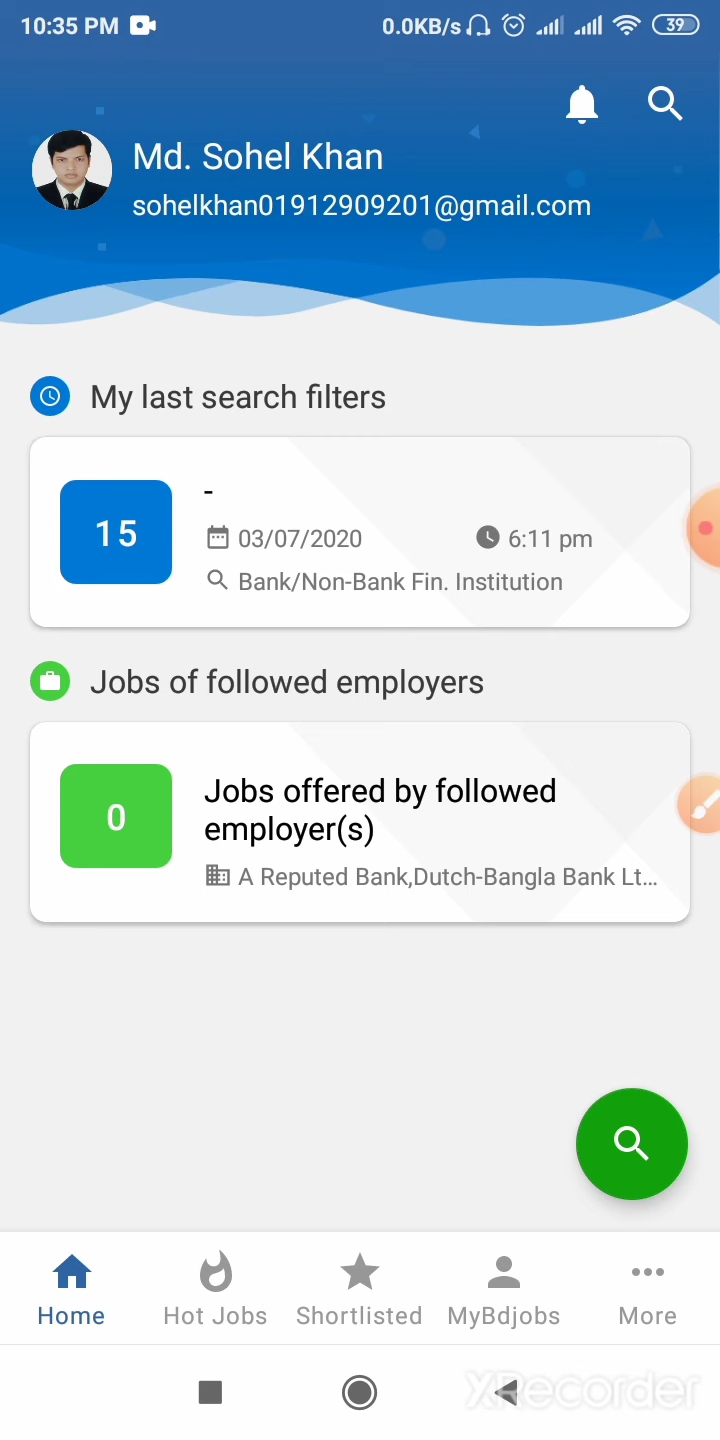 10:35 PM 0.0KB/s 39
Md. Sohel Khan
sohelkhan01912909201@gmail.com
My last search filters
15
-
03/07/2020 6:11 pm
Bank/Non-Bank Fin. Institution
Jobs of followed employers
0
Jobs offered by followed
employer(s)
A Reputed Bank,Dutch-Bangla Bank Lt...
Home Hot Jobs Shortlisted MyBdjobs More
XRecorder